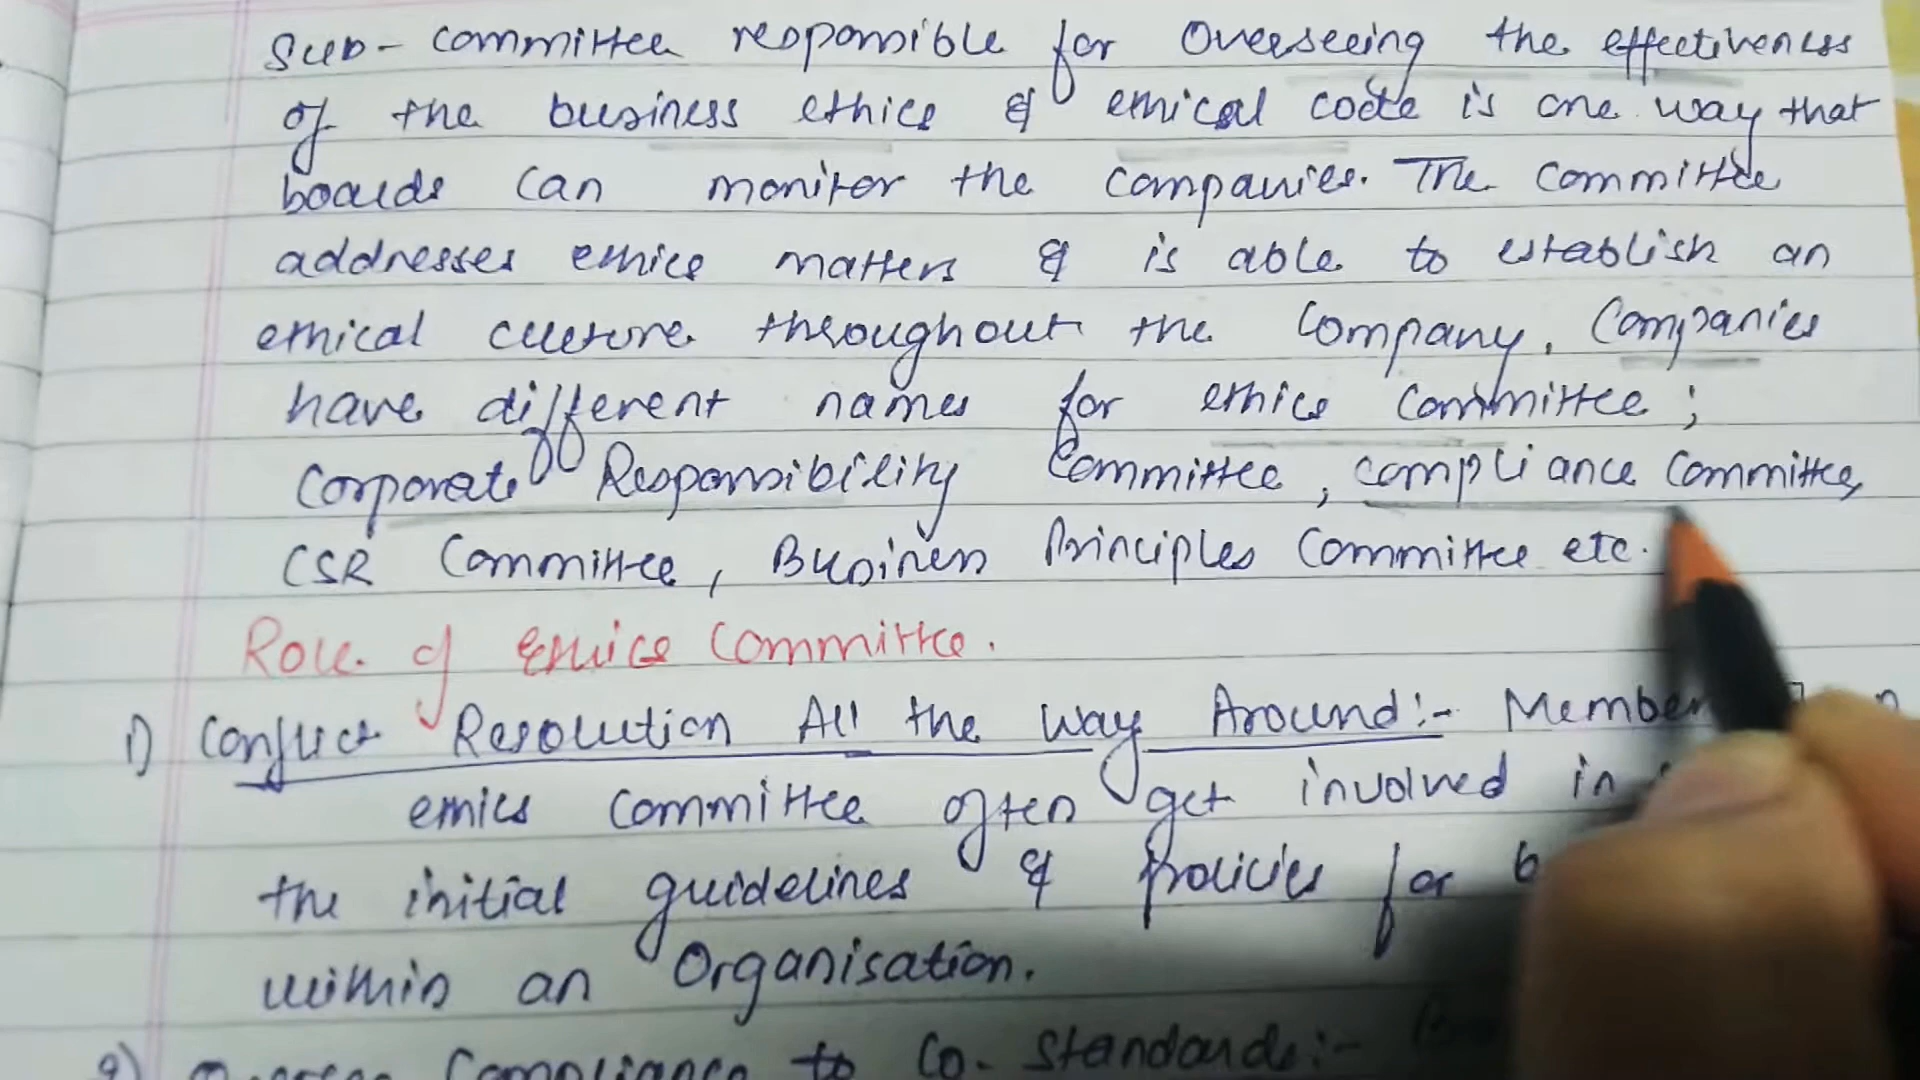 Sub-committee responsible for Overseeing the effectiveness
of the business ethics & ethical code is one way that
boards can monitor the companies. The Committee
addresses ethics matters & is able to establish an
ethical culture throughout the Company. Companies
have different names for ethics Committee;
Corporate Responsibility Committee, compliance Committee,
CSR Committee, Business Principles Committee etc.
Role of Ethics Committee.
1) Conflict Resolution All the Way Around:- Member
ethics committee often get involved in
the initial guidelines & policies for
within an Organisation.
2) Oversee Compliance to Co. Standards:-